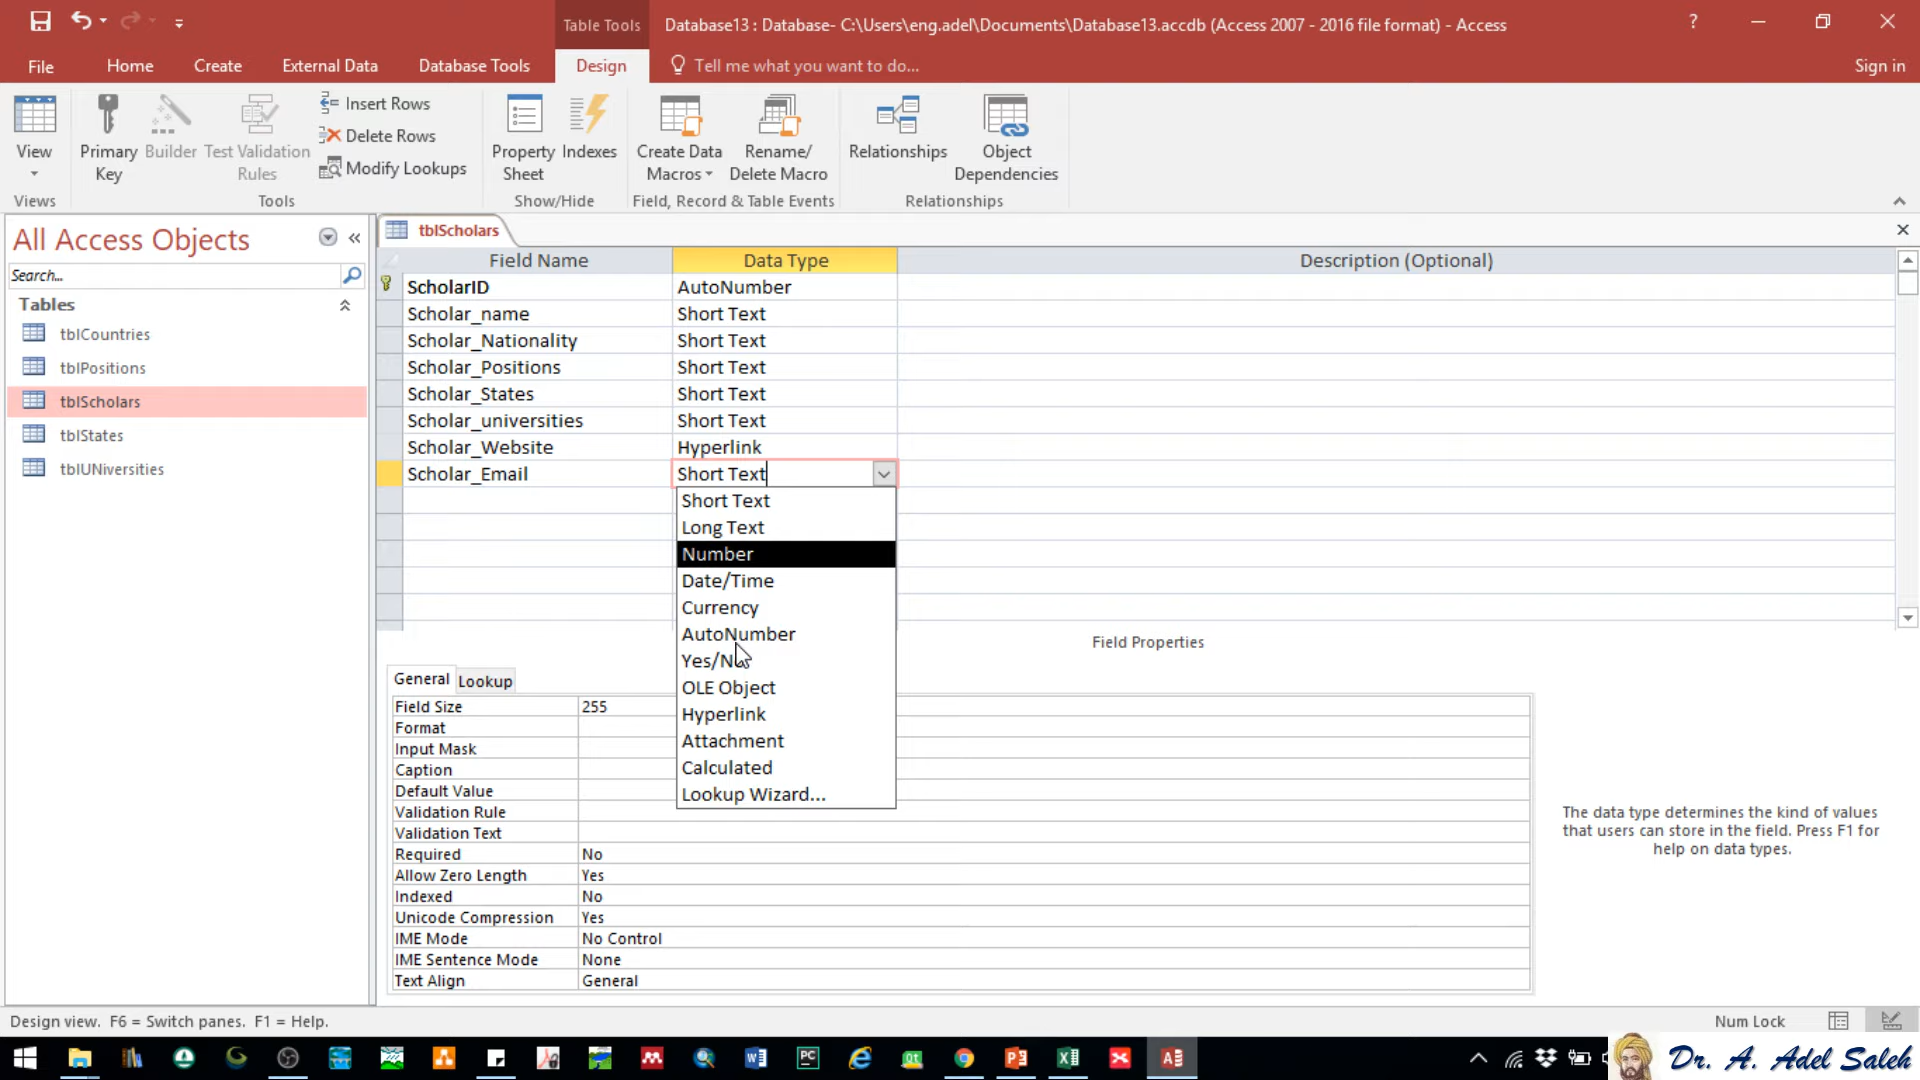 Table Tools
Database13 : Database- C:\Users\eng.adel\Documents\Database13.accdb (Access 2007 - 2016 file format) - Access
?
File
Home
Create
External Data
Database Tools
Design
Tell me what you want to do...
Sign in
View
Primary Key
Builder
Test Validation Rules
Insert Rows
Delete Rows
Modify Lookups
Property Sheet
Indexes
Create Data Macros
Rename/ Delete Macro
Relationships
Object Dependencies
Views
Tools
Show/Hide
Field, Record & Table Events
Relationships
All Access Objects
Search...
Tables
tblCountries
tblPositions
tblScholars
tblStates
tblUNiversities
tblScholars
Field Name Data Type Description (Optional)
ScholarID AutoNumber
Scholar_name Short Text
Scholar_Nationality Short Text
Scholar_Positions Short Text
Scholar_States Short Text
Scholar_universities Short Text
Scholar_Website Hyperlink
Scholar_Email Short Text
Short Text
Long Text
Number
Date/Time
Currency
AutoNumber
Yes/No
OLE Object
Hyperlink
Attachment
Calculated
Lookup Wizard...
Field Properties
General Lookup
Field Size 255
Format
Input Mask
Caption
Default Value
Validation Rule
Validation Text
Required No
Allow Zero Length Yes
Indexed No
Unicode Compression Yes
IME Mode No Control
IME Sentence Mode None
Text Align General
The data type determines the kind of values
that users can store in the field. Press F1 for
help on data types.
Design view. F6 = Switch panes. F1 = Help.
Num Lock
Dr. A. Adel Saleh